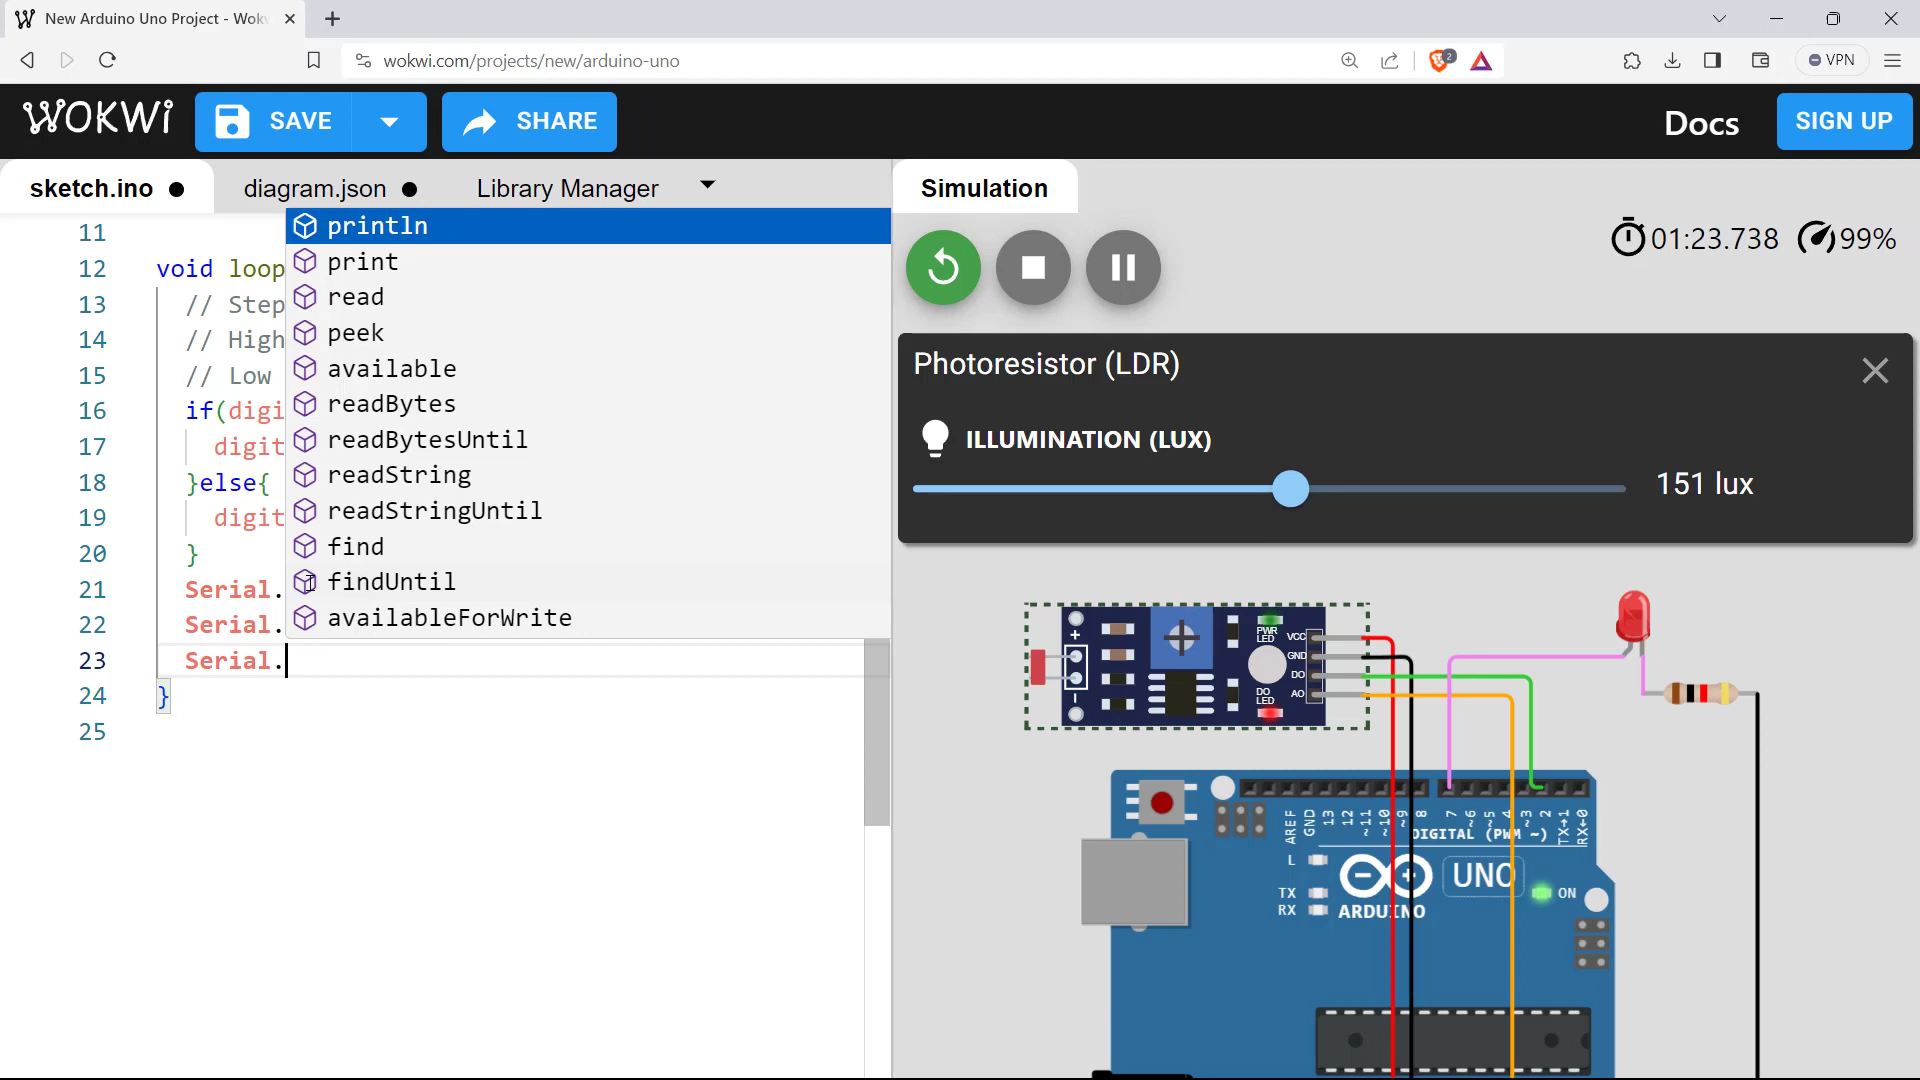 New Arduino Uno Project - Wok
wokwi.com/projects/new/arduino-uno
2
VPN
WOKWi
SAVE
SHARE
Docs
SIGN UP
sketch.ino
diagram.json
Library Manager
Simulation
11
12 void loop
13 // Step
14 // High
15 // Low
16 if(digi
17 digit
18 }else{
19 digit
20 }
21 Serial.
22 Serial.
23 Serial.
24 }
25
println
print
read
peek
available
readBytes
readBytesUntil
readString
readStringUntil
find
findUntil
availableForWrite
01:23.738
99%
Photoresistor (LDR)
ILLUMINATION (LUX)
151 lux
+
PWR
LED
VCC
GND
DO
AO
DO
LED
AREF
GND
13
12
~11
~10
~9
8
7
~6
~5
4
~3
2
TX→1
RX←0
DIGITAL (PWM ~)
L
TX
RX
UNO
ARDUINO
ON